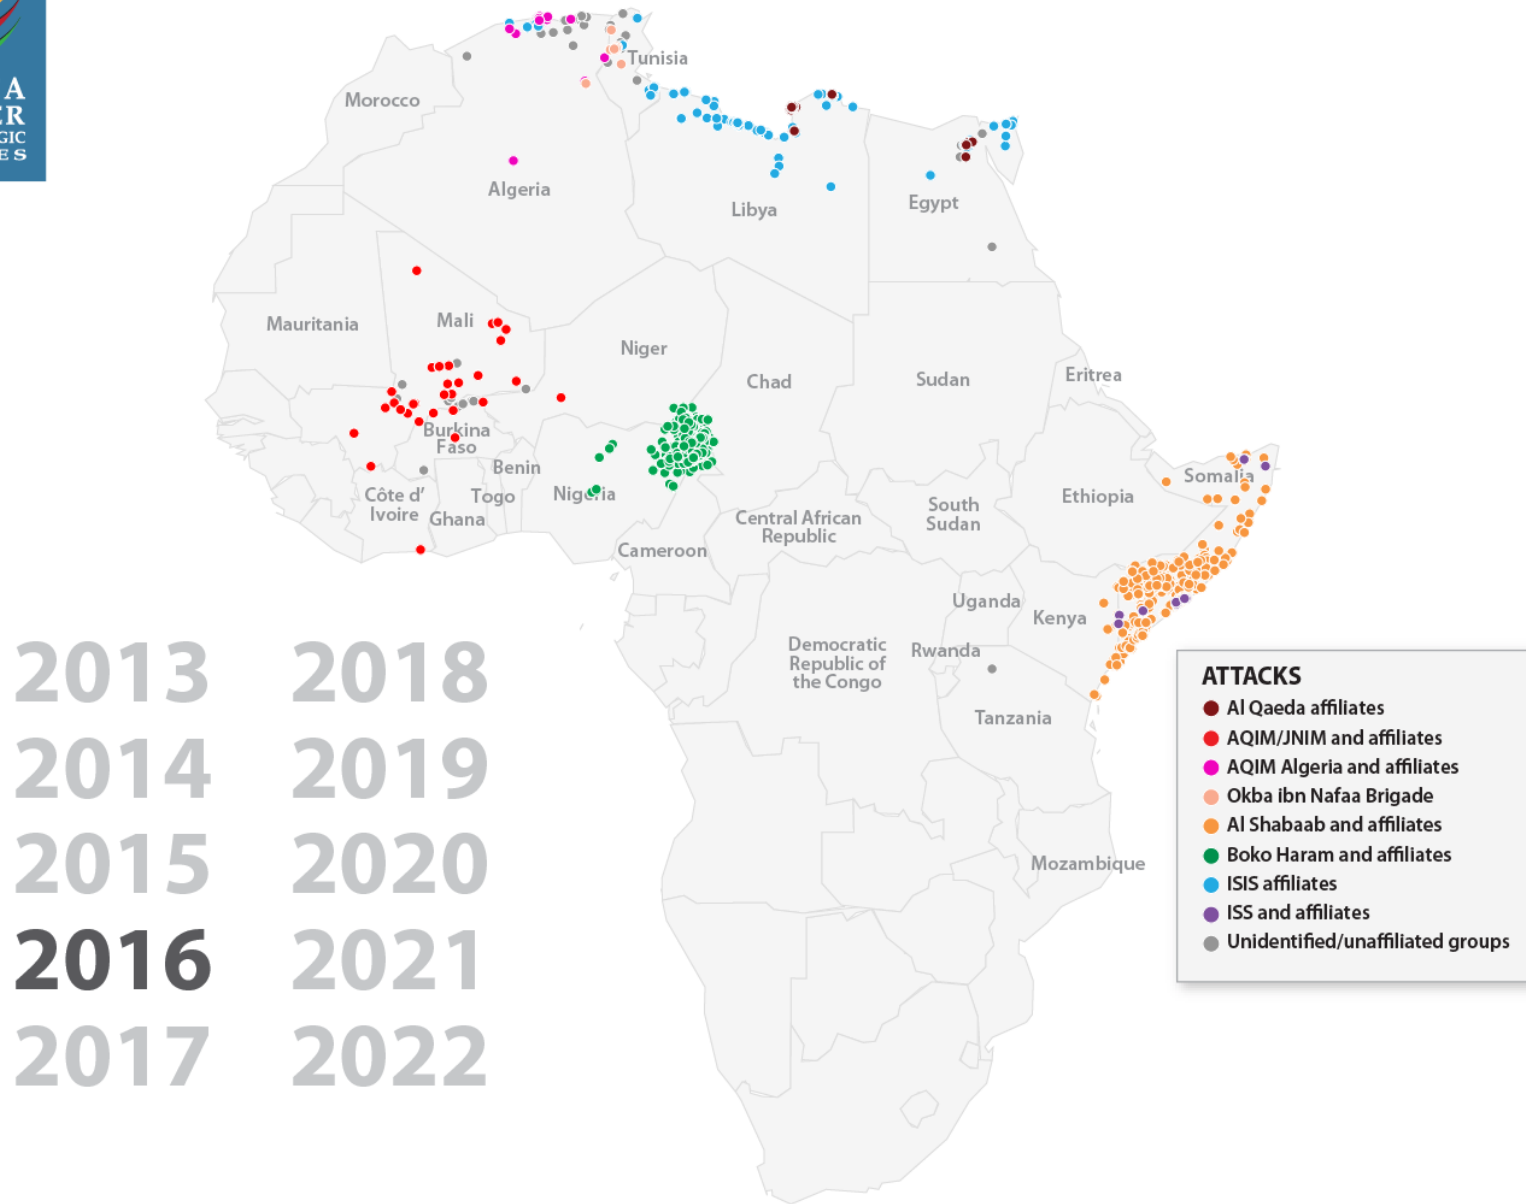 A
ER
GIC
ES
Tunisia
Morocco
Algeria
Libya
Egypt
Mauritania
Mali
Niger
Chad
Sudan
Eritrea
Burkina
Faso
Benin
Nigeria
Togo
Côte d’
Ivoire
Ghana
Cameroon
Central African
Republic
South
Sudan
Ethiopia
Somalia
Uganda
Kenya
Rwanda
Democratic
Republic of
the Congo
Tanzania
Mozambique
2013 2018
2014 2019
2015 2020
2016 2021
2017 2022
ATTACKS
Al Qaeda affiliates
AQIM/JNIM and affiliates
AQIM Algeria and affiliates
Okba ibn Nafaa Brigade
Al Shabaab and affiliates
Boko Haram and affiliates
ISIS affiliates
ISS and affiliates
Unidentified/unaffiliated groups